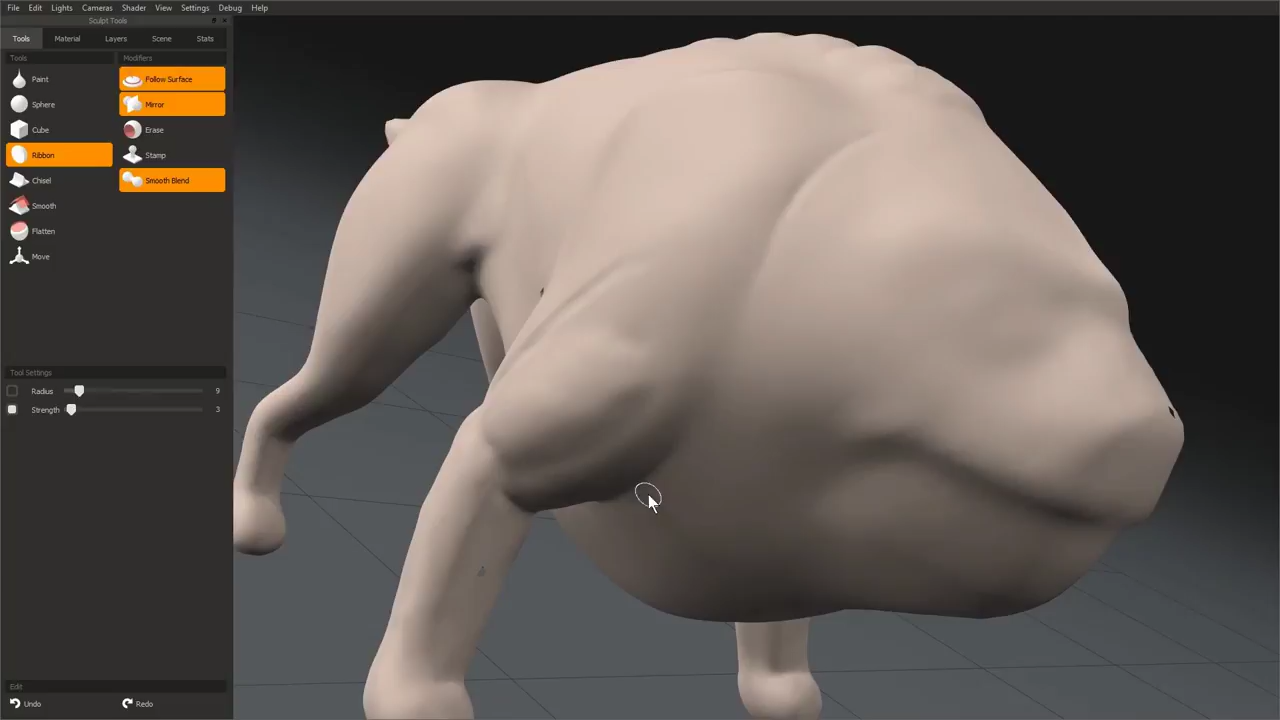 File Edit Lights Cameras Shader View Settings Debug Help
Sculpt Tools
Tools Material Layers Scene Stats
Tools Modifiers
Paint Follow Surface
Sphere Mirror
Cube Erase
Ribbon Stamp
Chisel Smooth Blend
Smooth
Flatten
Move
Tool Settings
Radius 9
Strength 3
Edit
Undo Redo